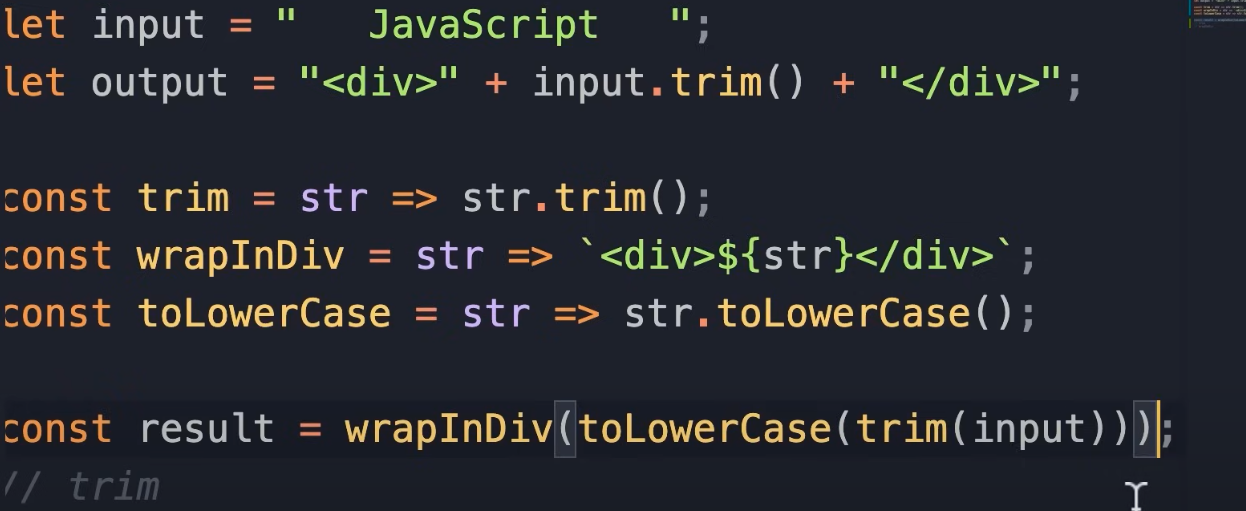 let input = "   JavaScript   ";
let output = "<div>" + input.trim() + "</div>";
const trim = str => str.trim();
const wrapInDiv = str => `<div>${str}</div>`;
const toLowerCase = str => str.toLowerCase();
const result = wrapInDiv(toLowerCase(trim(input)));
// trim